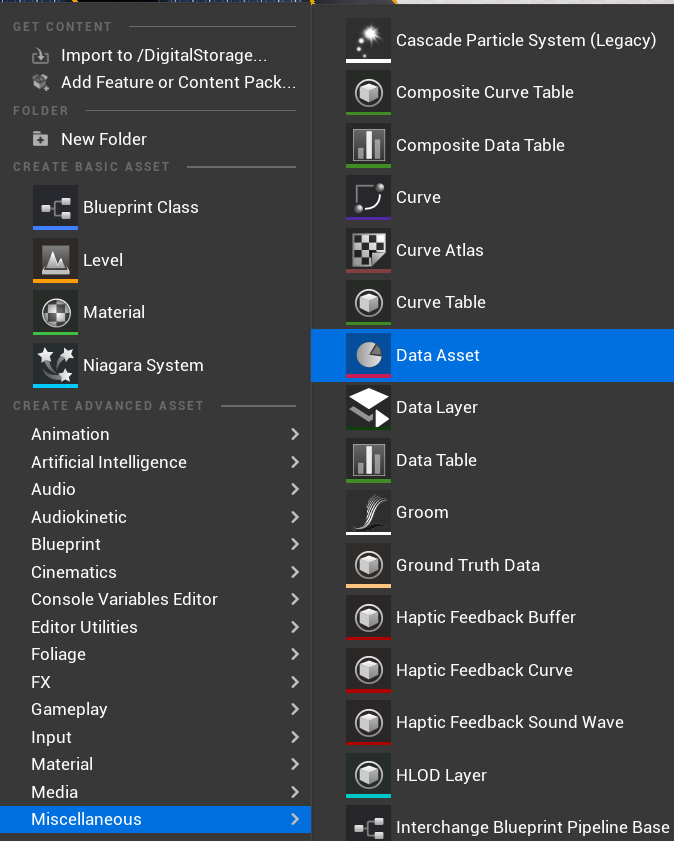 GET CONTENT
Import to /DigitalStorage...
Add Feature or Content Pack...
FOLDER
New Folder
CREATE BASIC ASSET
Blueprint Class
Level
Material
Niagara System
CREATE ADVANCED ASSET
Animation
Artificial Intelligence
Audio
Audiokinetic
Blueprint
Cinematics
Console Variables Editor
Editor Utilities
Foliage
FX
Gameplay
Input
Material
Media
Miscellaneous
Cascade Particle System (Legacy)
Composite Curve Table
Composite Data Table
Curve
Curve Atlas
Curve Table
Data Asset
Data Layer
Data Table
Groom
Ground Truth Data
Haptic Feedback Buffer
Haptic Feedback Curve
Haptic Feedback Sound Wave
HLOD Layer
Interchange Blueprint Pipeline Base